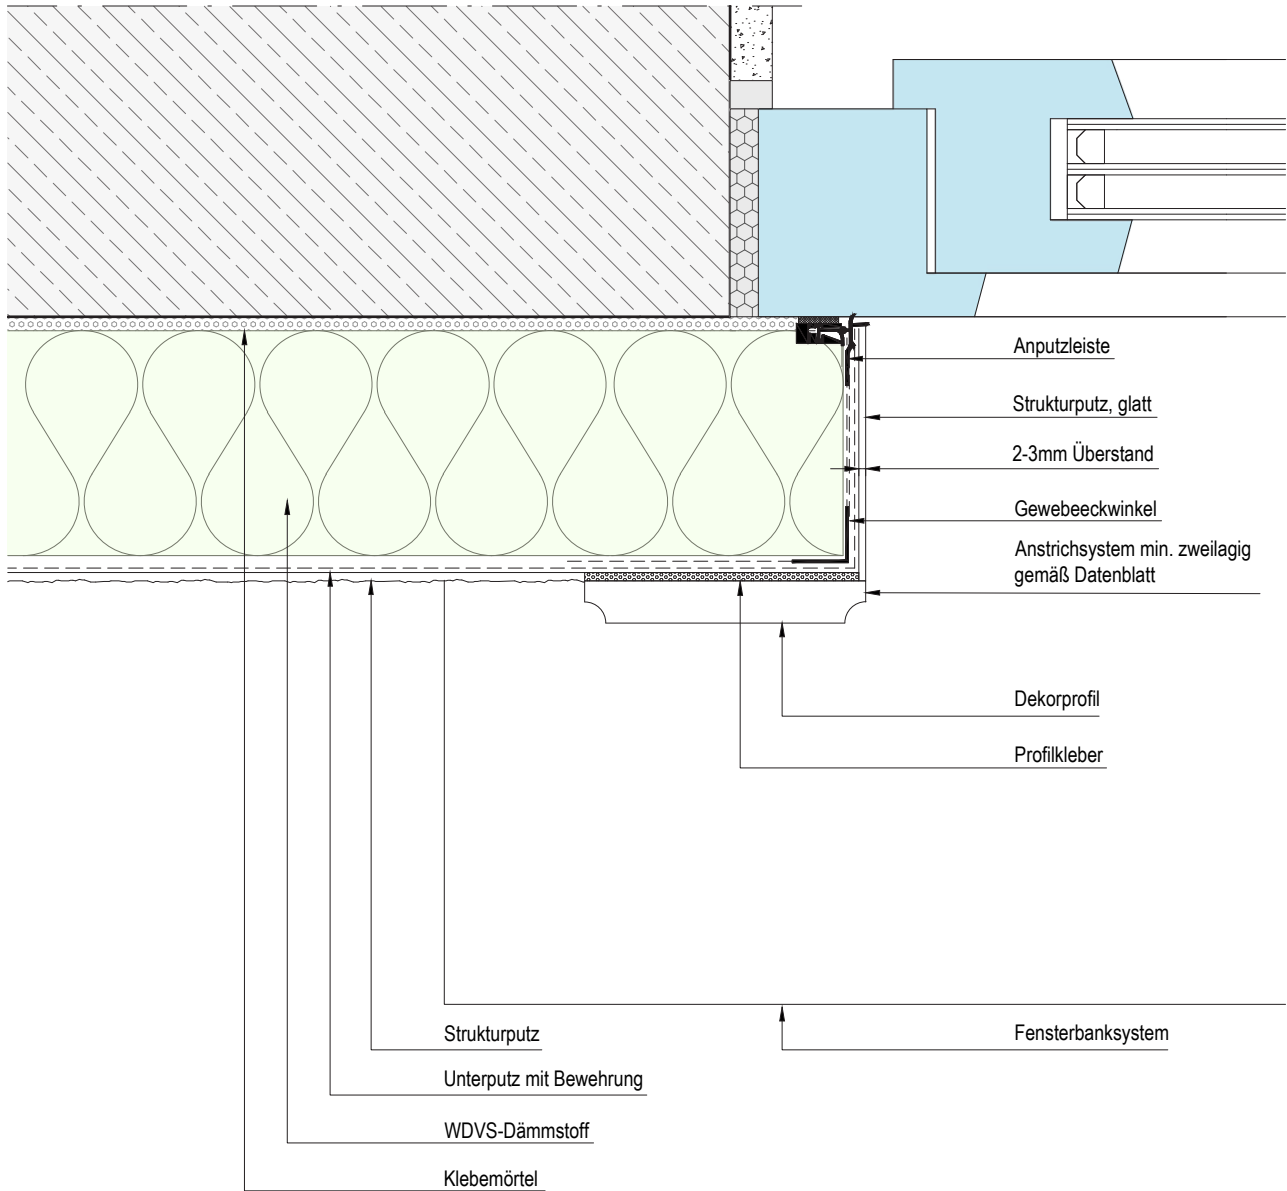 Anputzleiste
Strukturputz, glatt
2-3mm Überstand
Gewebeeckwinkel
Anstrichsystem min. zweilagig
gemäß Datenblatt
Dekorprofil
Profilkleber
Strukturputz
Fensterbanksystem
Unterputz mit Bewehrung
WDVS-Dämmstoff
Klebemörtel